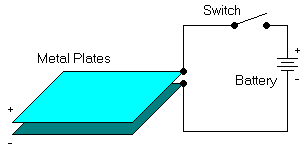 Switch
Metal Plates
+
Battery
-
+
-